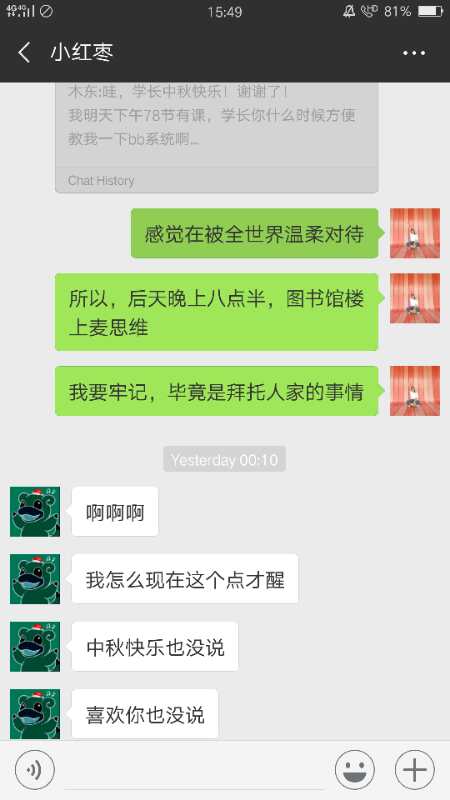 4G 4G
15:49
HD
81%
小红枣
木东:哇，学长中秋快乐！谢谢了！
我明天下午78节有课，学长你什么时候方便
教我一下bb系统啊...
Chat History
感觉在被全世界温柔对待
所以，后天晚上八点半，图书馆楼
上麦思维
我要牢记，毕竟是拜托人家的事情
Yesterday 00:10
啊啊啊
我怎么现在这个点才醒
中秋快乐也没说
喜欢你也没说